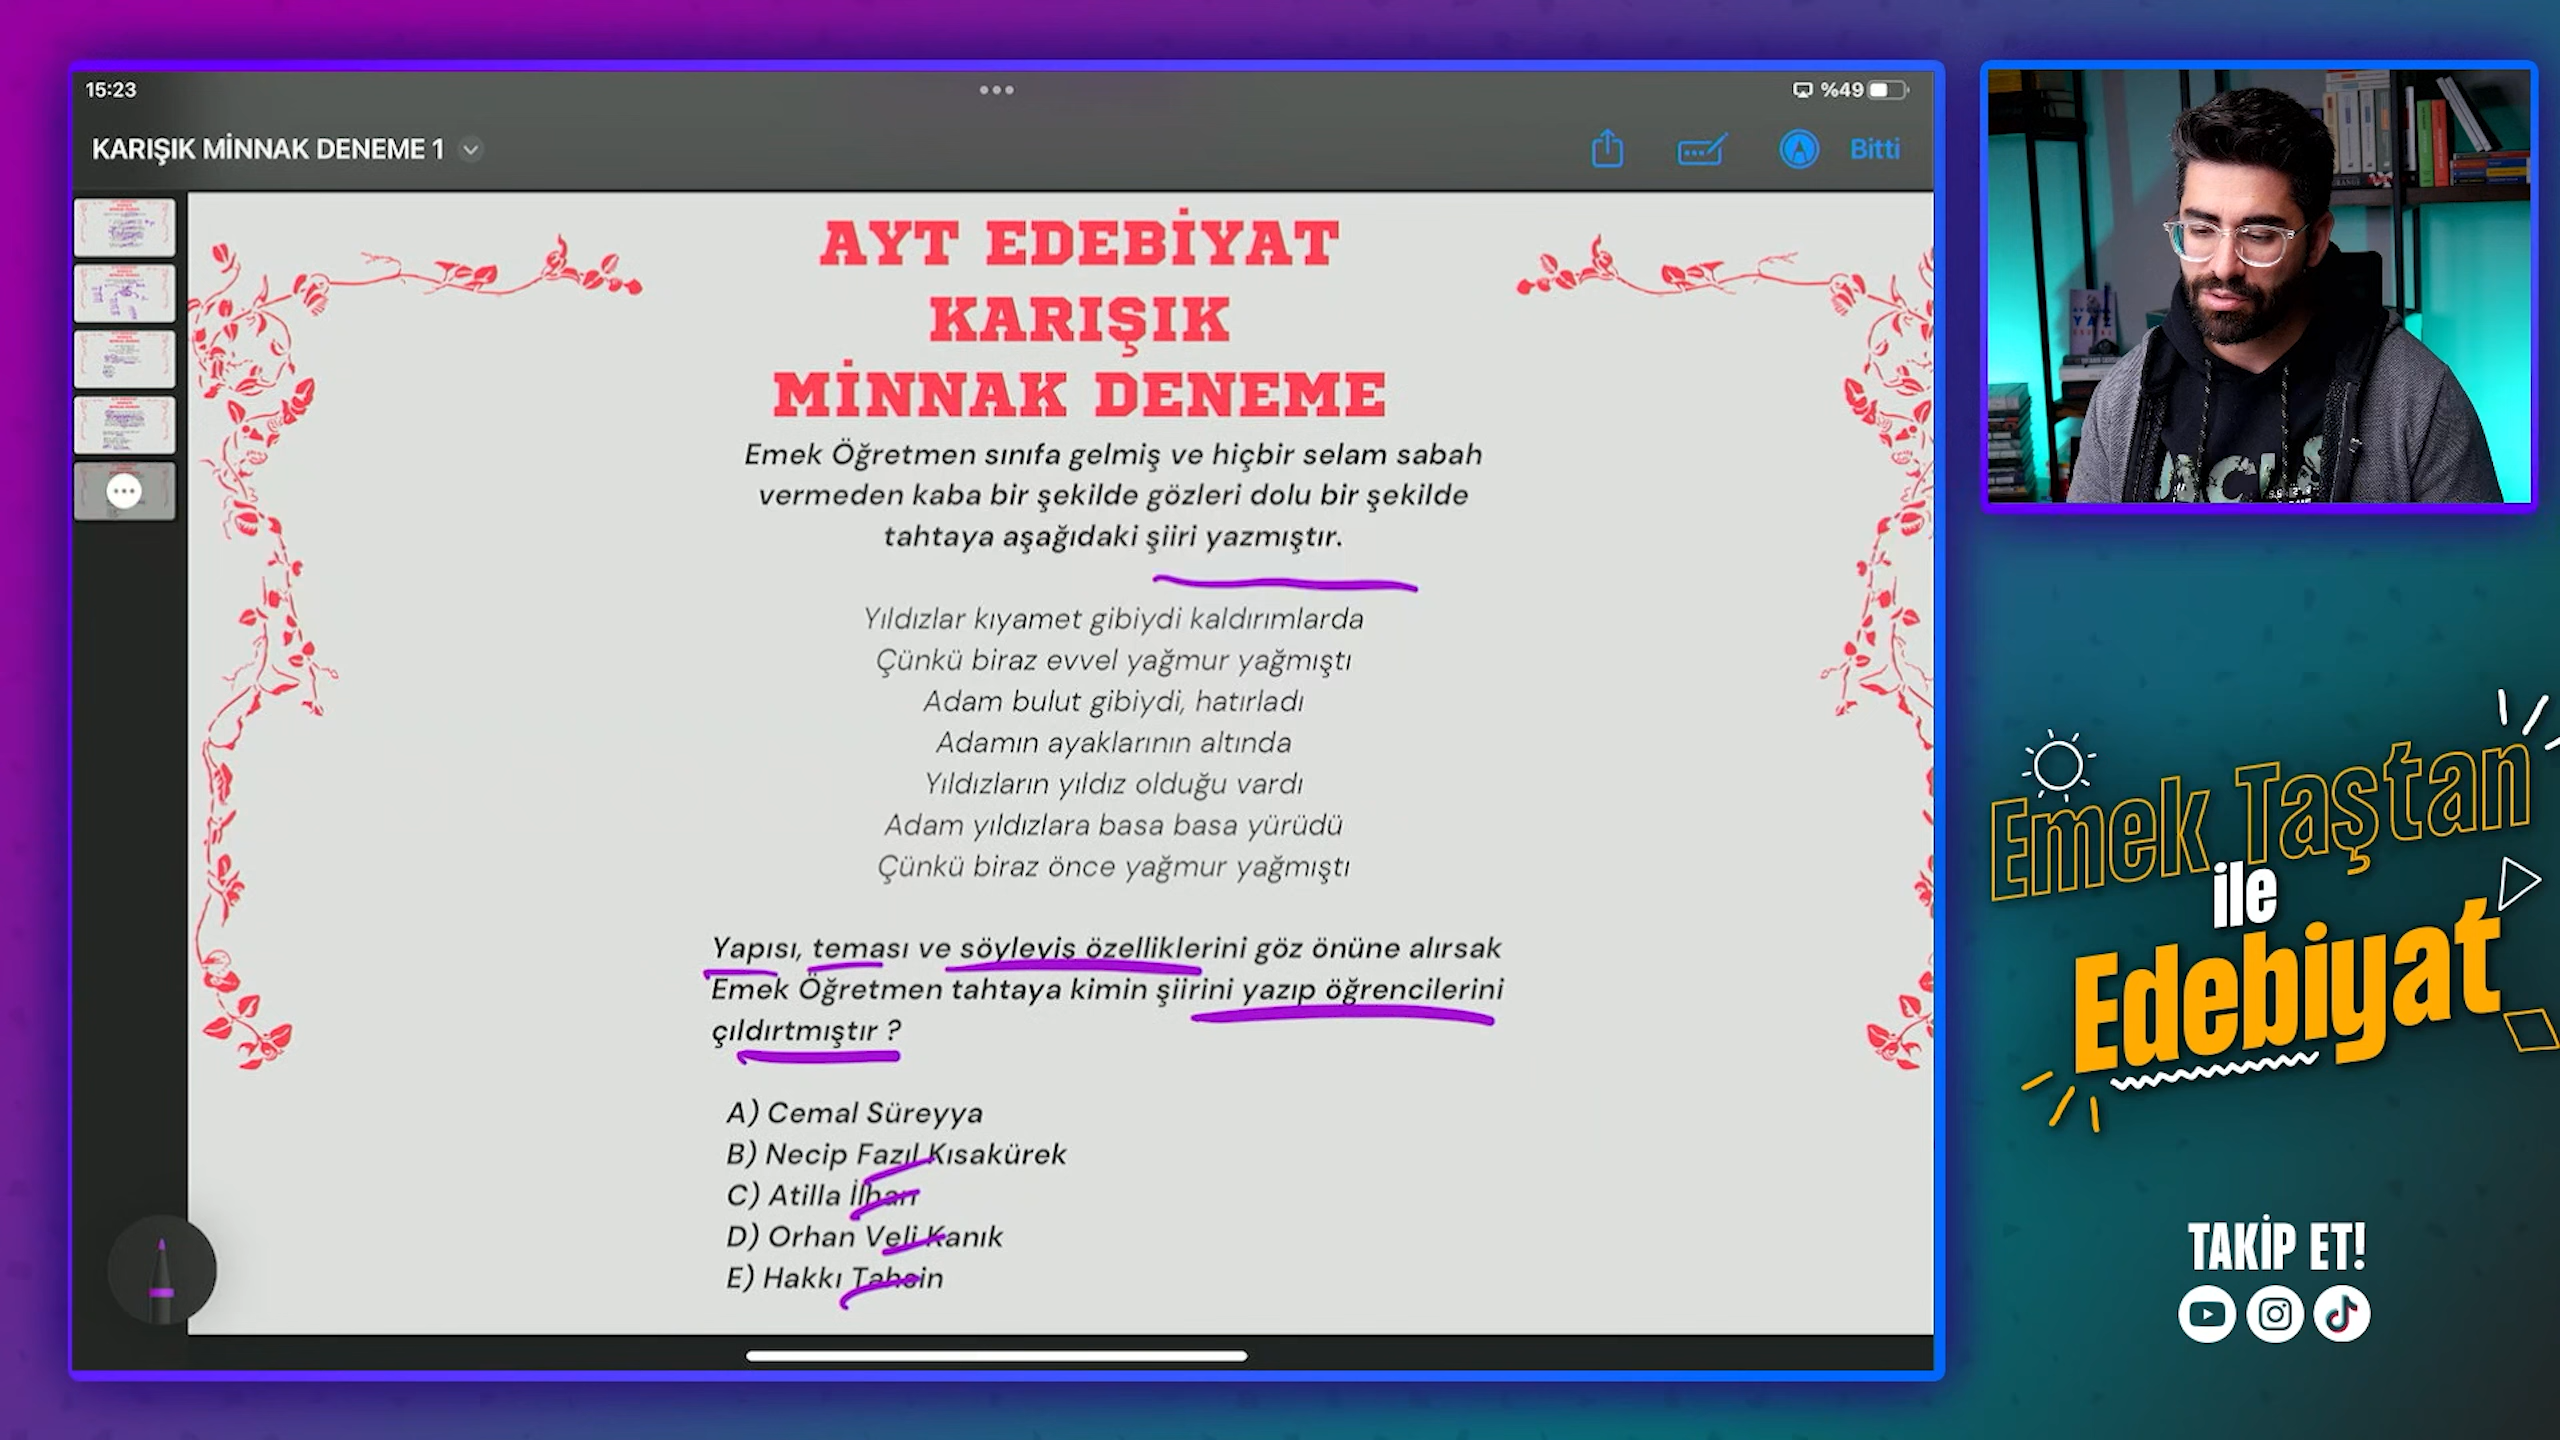 15:23
%49
KARIŞIK MİNNAK DENEME 1
Bitti
AYT EDEBİYAT
KARIŞIK
MİNNAK DENEME
Emek Öğretmen sınıfa gelmiş ve hiçbir selam sabah
vermeden kaba bir şekilde gözleri dolu bir şekilde
tahtaya aşağıdaki şiiri yazmıştır.
Yıldızlar kıyamet gibiydi kaldırımlarda
Çünkü biraz evvel yağmur yağmıştı
Adam bulut gibiydi, hatırladı
Adamın ayaklarının altında
Yıldızların yıldız olduğu vardı
Adam yıldızlara basa basa yürüdü
Çünkü biraz önce yağmur yağmıştı
Yapısı, teması ve söyleyiş özelliklerini göz önüne alırsak
Emek Öğretmen tahtaya kimin şiirini yazıp öğrencilerini
çıldırtmıştır ?
A) Cemal Süreyya
B) Necip Fazıl Kısakürek
C) Atilla İlhan
D) Orhan Veli Kanık
E) Hakkı Tahsin
Emek Taştan
ile
Edebiyat
TAKİP ET!